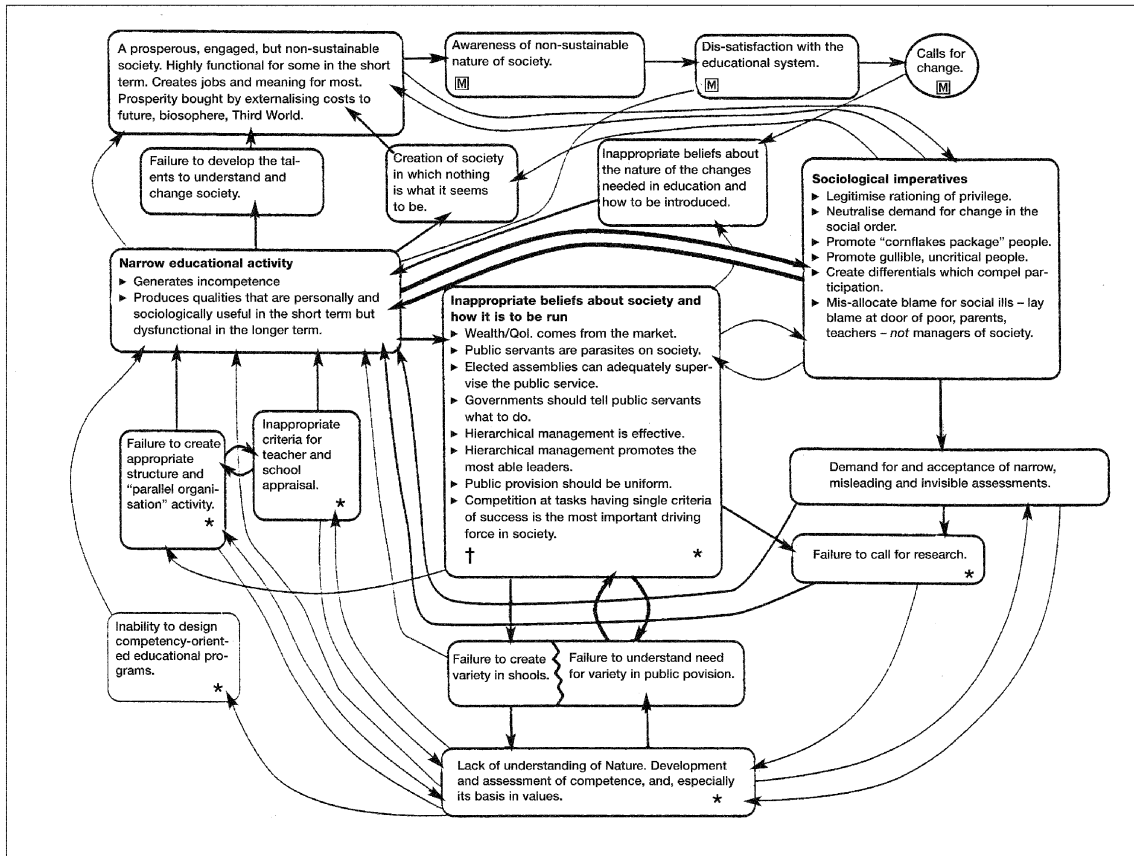 A prosperous, engaged, but non-sustainable
society. Highly functional for some in the short
term. Creates jobs and meaning for most.
Prosperity bought by externalising costs to
future, biosphere, Third World.
Awareness of non-sustainable
nature of society.
M
Dis-satisfaction with the
educational system.
M
Calls for
change.
M
Failure to develop the tal-
ents to understand and
change society.
Creation of society
in which nothing
is what it seems
to be.
Inappropriate beliefs about
the nature of the changes
needed in education and
how to be introduced.
Sociological imperatives
► Legitimise rationing of privilege.
► Neutralise demand for change in the
social order.
► Promote “cornflakes package” people.
► Promote gullible, uncritical people.
► Create differentials which compel par-
ticipation.
► Mis-allocate blame for social ills – lay
blame at door of poor, parents,
teachers – not managers of society.
Narrow educational activity
► Generates incompetence
► Produces qualities that are personally and
sociologically useful in the short term but
dysfunctional in the longer term.
Inappropriate beliefs about society and
how it is to be run
► Wealth/Qol. comes from the market.
► Public servants are parasites on society.
► Elected assemblies can adequately super-
vise the public service.
► Governments should tell public servants
what to do.
► Hierarchical management is effective.
► Hierarchical management promotes the
most able leaders.
► Public provision should be uniform.
► Competition at tasks having single criteria
of success is the most important driving
force in society.
† *
Failure to create
appropriate
structure and
“parallel organi-
sation” activity.
*
Inappropriate
criteria for
teacher and
school
appraisal.
*
Demand for and acceptance of narrow,
misleading and invisible assessments.
Failure to call for research.
*
Inability to design
competency-orient-
ed educational pro-
grams.
*
Failure to create
variety in shools.
Failure to understand need
for variety in public povision.
Lack of understanding of Nature. Development
and assessment of competence, and, especially
its basis in values.
*